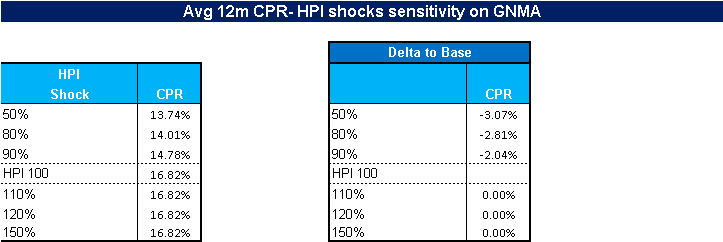 Avg 12m CPR- HPI shocks sensitivity on GNMA
Delta to Base
HPI
Shock CPR
CPR
50% 13.74%
80% 14.01%
90% 14.78%
HPI 100 16.82%
110% 16.82%
120% 16.82%
150% 16.82%
50% -3.07%
80% -2.81%
90% -2.04%
HPI 100
110% 0.00%
120% 0.00%
150% 0.00%